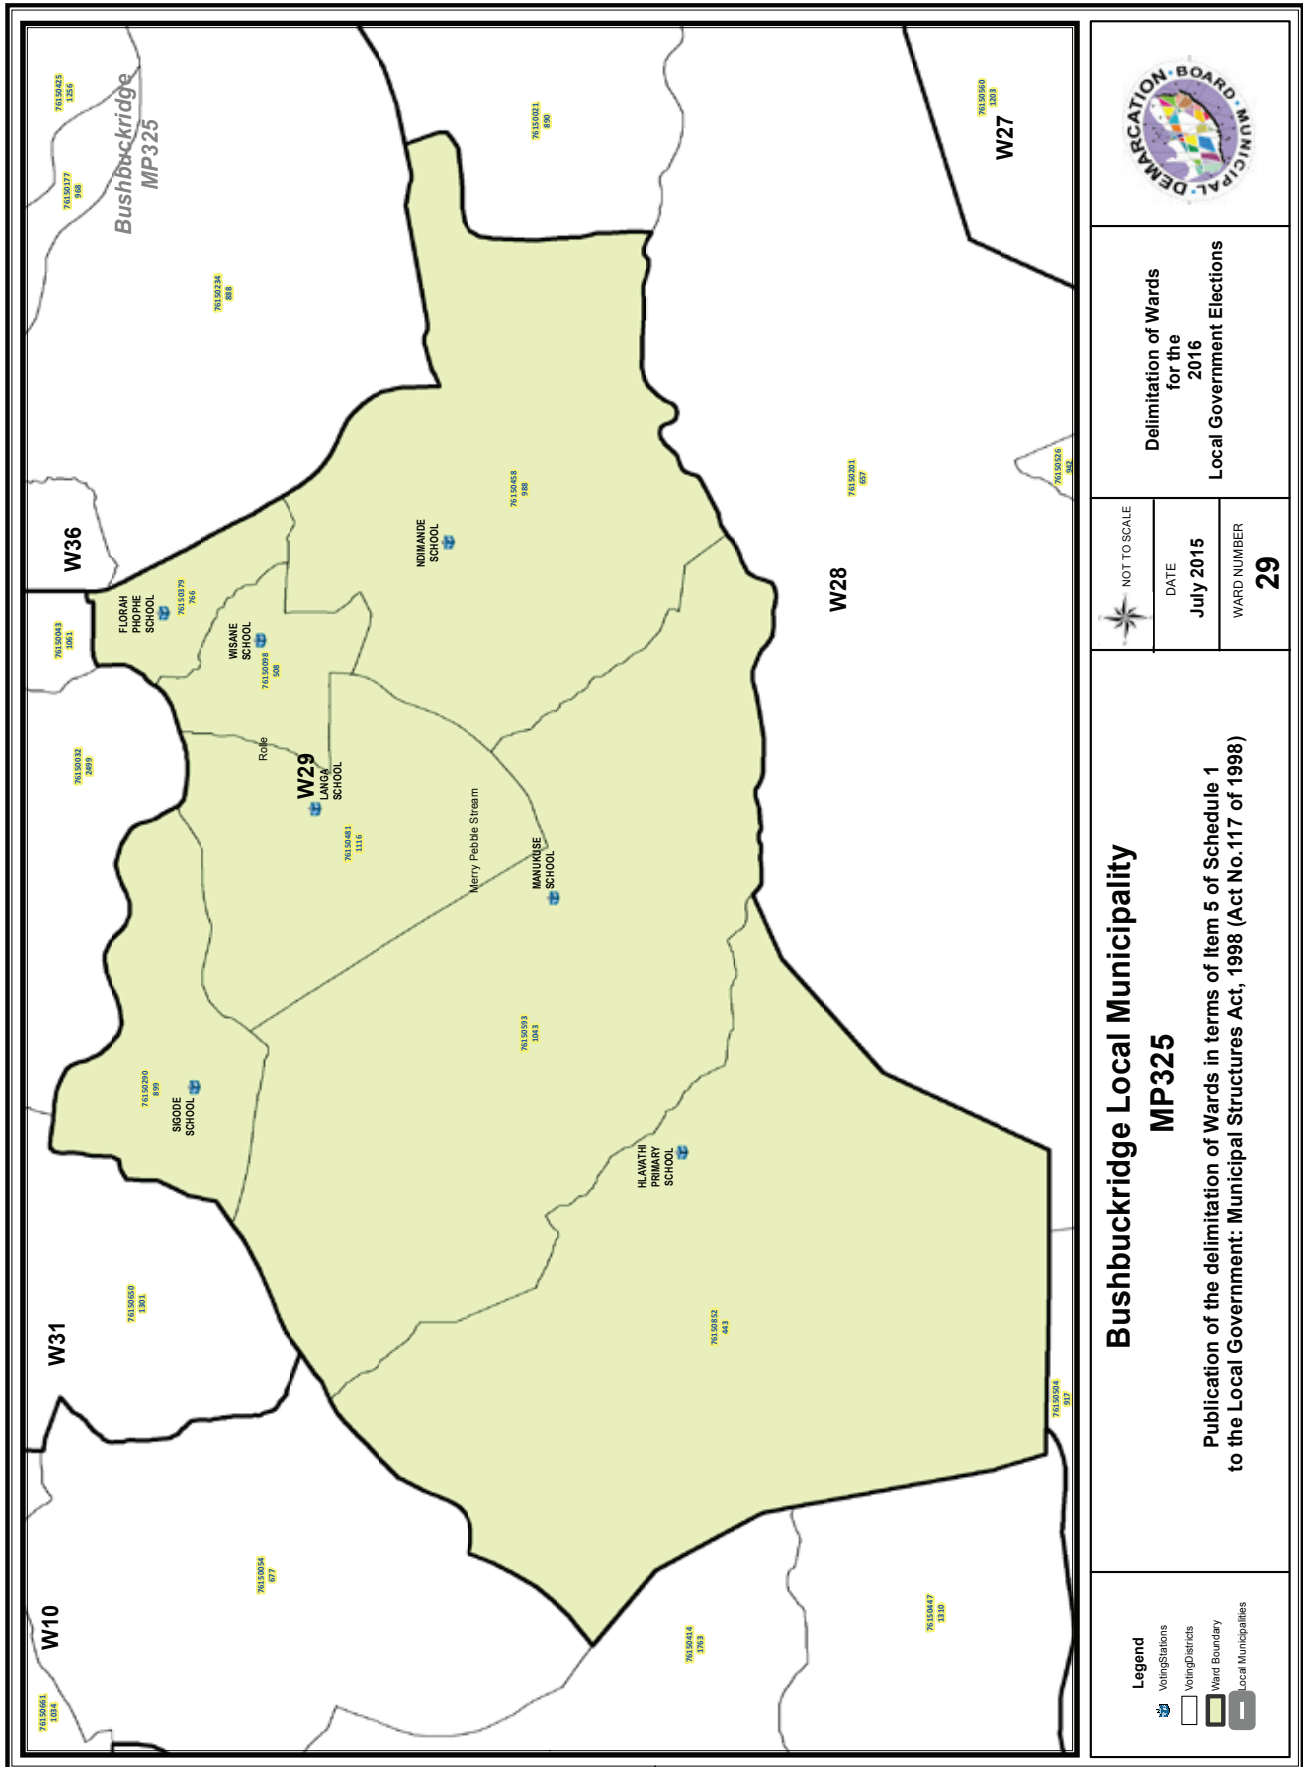 76150425
1256
76150177
968
Bushbuckridge
MP325
76150234
888
76150021
890
76150560
1203
W27
W36
76150043
1061
FLORAH
PHOPHE
SCHOOL
76150379
766
WISANE
SCHOOL
76150098
508
NDIMANDE
SCHOOL
76150458
988
76150201
657
76150526
942
W28
76150032
2499
Rolle
W29
LANGA
SCHOOL
76150481
1116
Merry Pebble Stream
MANUKUSE
SCHOOL
76150593
1043
76150290
899
SIGODE
SCHOOL
HLAVATHI
PRIMARY
SCHOOL
76150852
443
76150504
917
W31
76150650
1301
W10
76150054
677
76150661
1034
76150414
1763
76150447
1310
Legend
VotingStations
VotingDistricts
Ward Boundary
Local Municipalities
Bushbuckridge Local Municipality
MP325
Publication of the delimitation of Wards in terms of Item 5 of Schedule 1
to the Local Government: Municipal Structures Act, 1998 (Act No.117 of 1998)
NOT TO SCALE
DATE
July 2015
WARD NUMBER
29
Delimitation of Wards
for the
2016
Local Government Elections
MUNICIPAL DEMARCATION BOARD